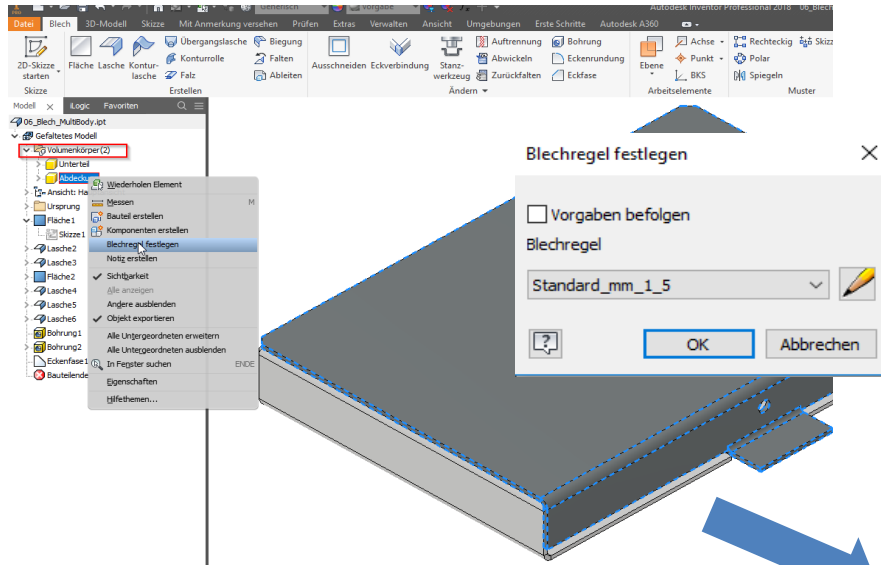 Generisch Vorgabe Autodesk Inventor Professional 2018 06_Blech
Datei Blech 3D-Modell Skizze Mit Anmerkung versehen Prüfen Extras Verwalten Ansicht Umgebungen Erste Schritte Autodesk A360
2D-Skizze starten
Fläche Lasche Kontur-lasche
Übergangslasche
Konturrolle
Falz
Biegung
Falten
Ableiten
Ausschneiden Eckverbindung Stanz-werkzeug
Auftrennung
Abwickeln
Zurückfalten
Bohrung
Eckenrundung
Eckfase
Ebene
Achse
Punkt
BKS
Rechteckig Skizz
Polar
Spiegeln
Skizze Erstellen Ändern Arbeitselemente Muster
Modell iLogic Favoriten
06_Blech_MultiBody.ipt
Gefaltetes Modell
Volumenkörper(2)
Unterteil
Abdecku
Ansicht: Ha
Ursprung
Fläche1
Skizze1
Lasche2
Lasche3
Fläche2
Lasche4
Lasche5
Lasche6
Bohrung1
Bohrung2
Eckenfase1
Bauteilende
Wiederholen Element
Messen M
Bauteil erstellen
Komponenten erstellen
Blechregel festlegen
Notiz erstellen
Sichtbarkeit
Alle anzeigen
Andere ausblenden
Objekt exportieren
Alle Untergeordneten erweitern
Alle Untergeordneten ausblenden
In Fenster suchen ENDE
Eigenschaften
Hilfethemen...
Blechregel festlegen
Vorgaben befolgen
Blechregel
Standard_mm_1_5
OK Abbrechen